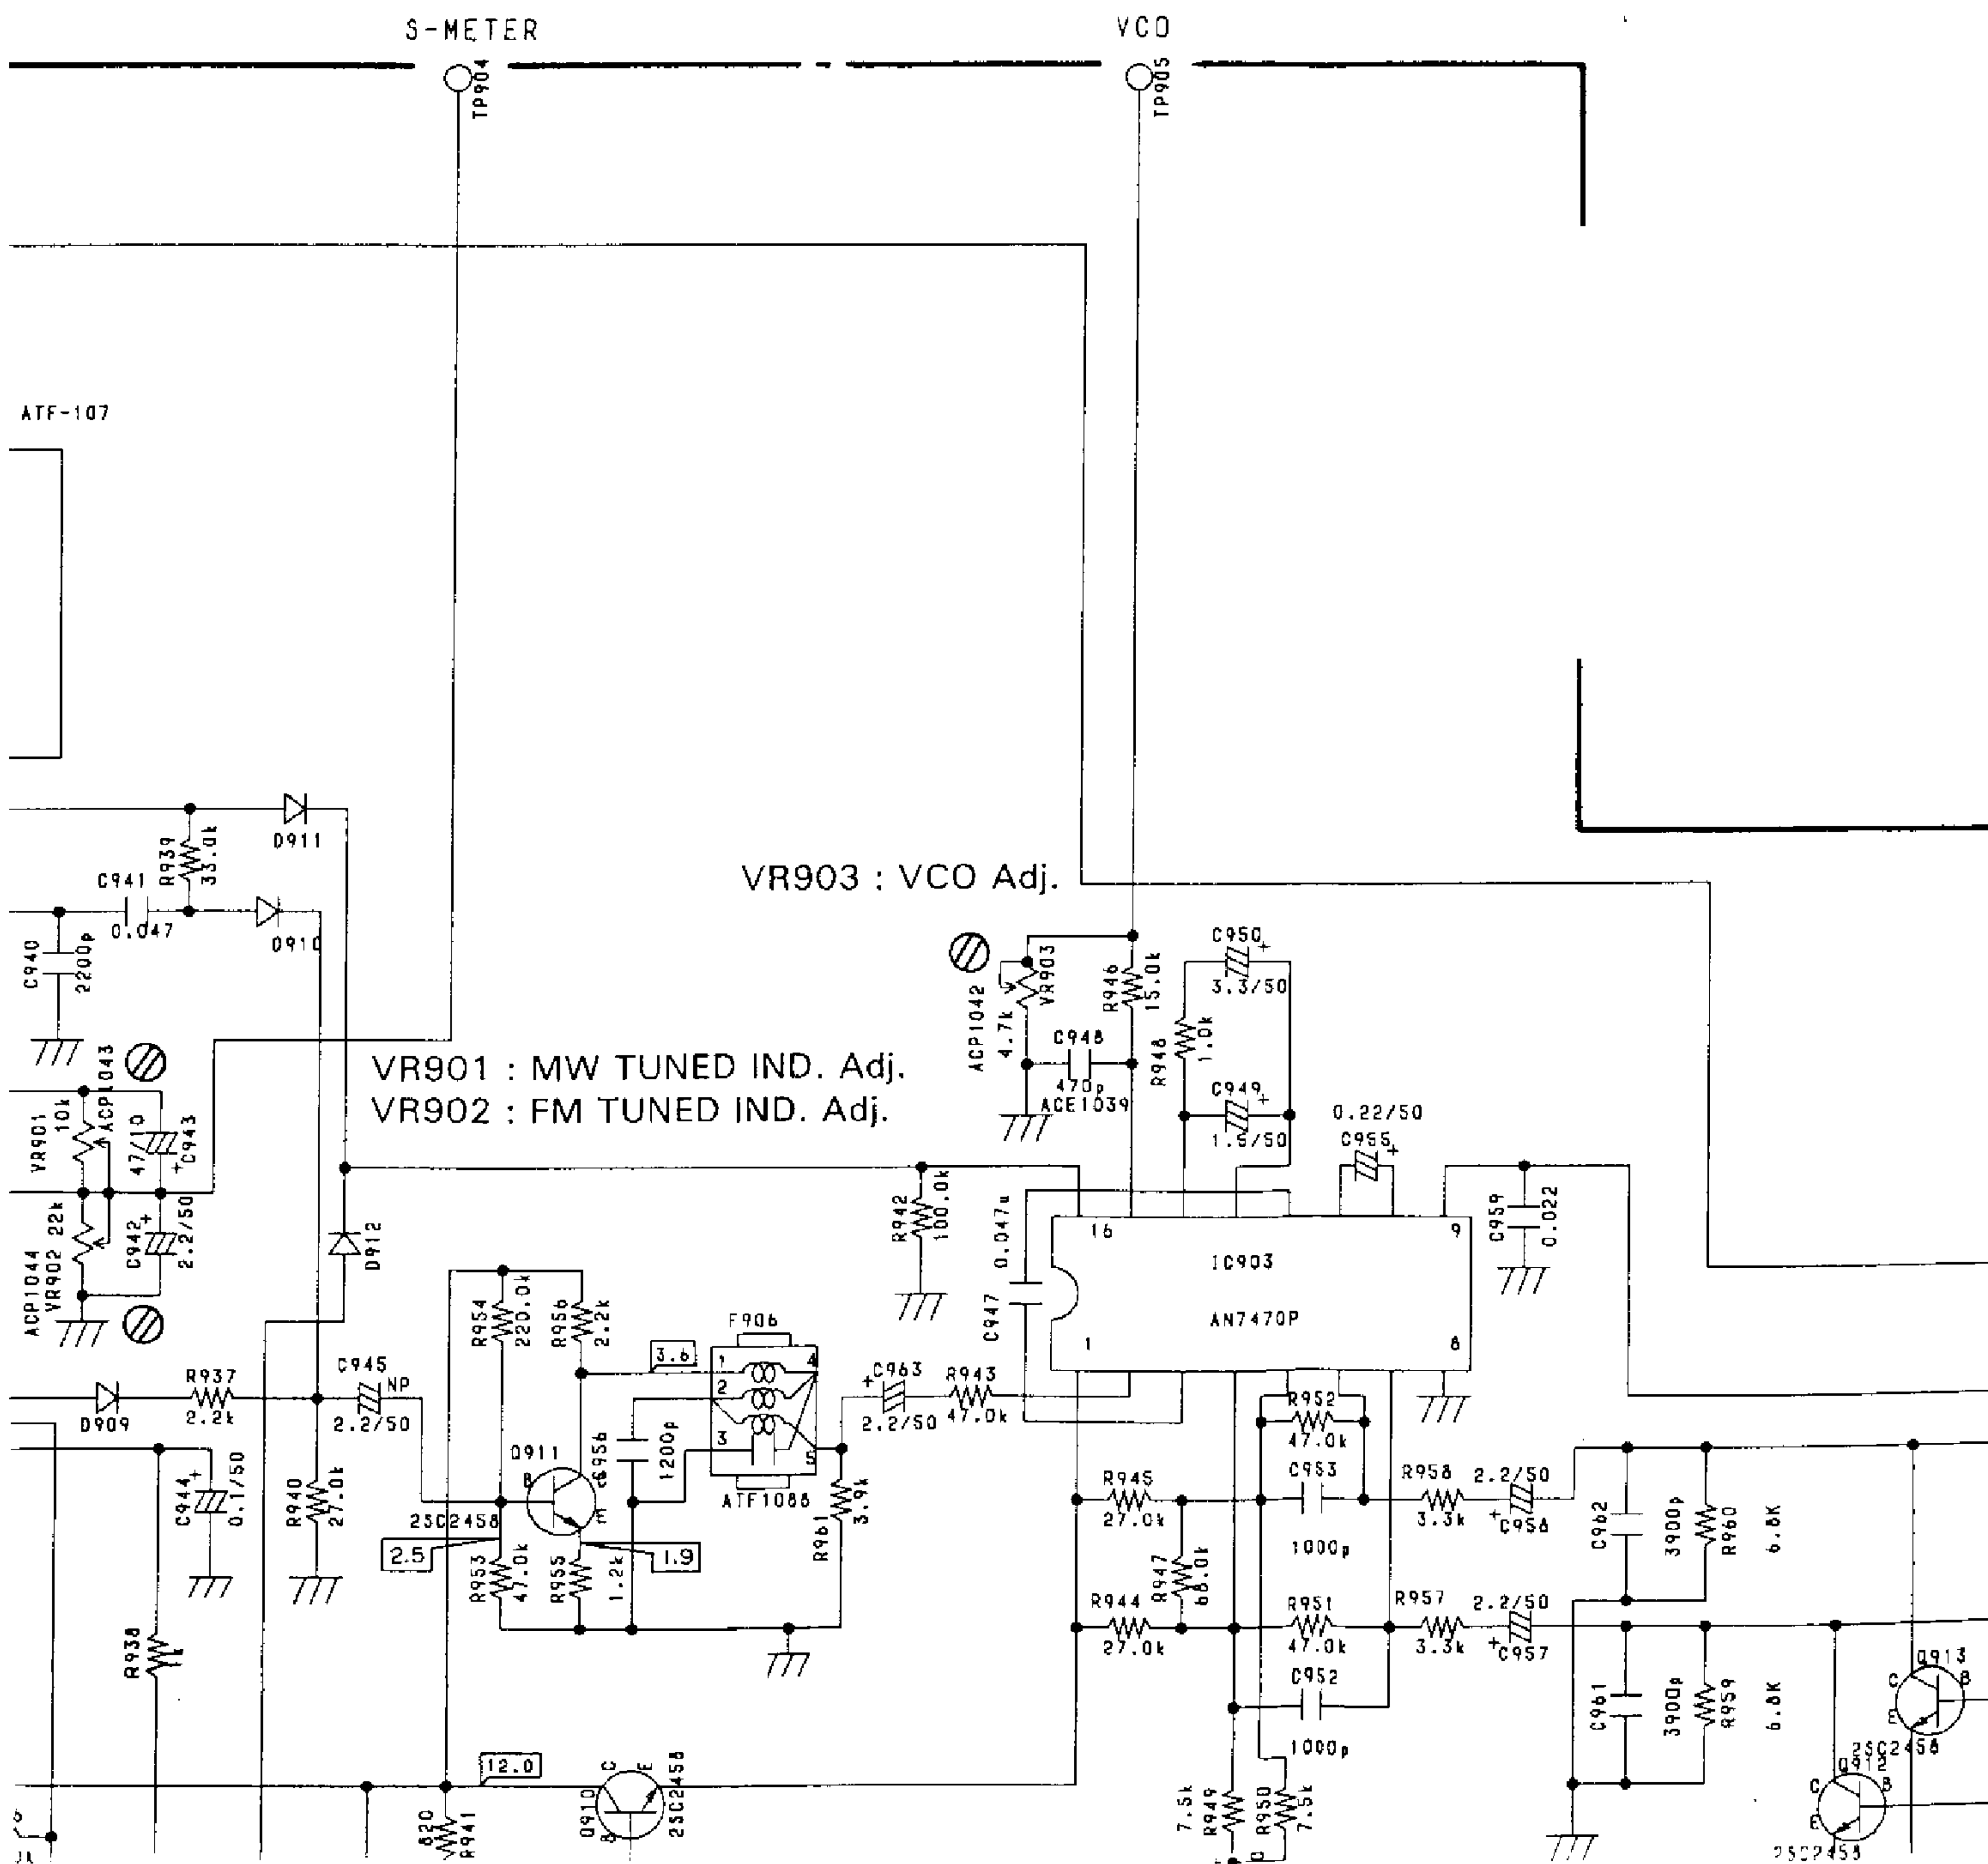 S-METER
VCO
TP904
TP905
ATF-107
D911
R939
33.0k
C941
0.047
D910
C940
2200p
VR903 : VCO Adj.
C950
+
3.3/50
VR903
ACP1042
4.7k
R946
15.0k
C948
470p
ACE1039
R948
1.0k
C949
+
1.5/50
0.22/50
C955
+
VR901 : MW TUNED IND. Adj.
VR902 : FM TUNED IND. Adj.
ACP1043
VR901
10k
47/10
+
C943
ACP1044
VR902 22k
C942
+
2.2/50
D912
R942
100.0k
0.047u
C947
16
9
IC903
AN7470P
1
8
C959
0.022
R954
220.0k
R956
2.2k
3.6
F906
1
2
3
4
5
ATF1088
+
C963
2.2/50
R943
47.0k
D909
R937
2.2k
C945
NP
2.2/50
C944
+
0.1/50
R940
27.0k
Q911
B
E
2SC2458
C956
1200p
2.5
1.9
R953
47.0k
R955
1.2k
R961
3.9k
R938
R952
47.0k
C953
1000p
R945
27.0k
R947
68.0k
R944
27.0k
R951
47.0k
C952
1000p
R958
3.3k
2.2/50
+
C958
R957
3.3k
2.2/50
+
C957
C962
3900p
R960
6.8K
C961
3900p
R959
6.8K
Q913
C
B
E
2SC2458
Q912
C
B
E
2SC2458
12.0
820
R941
Q910
C
E
B
2SC2458
7.5k
R949
R950
7.5k